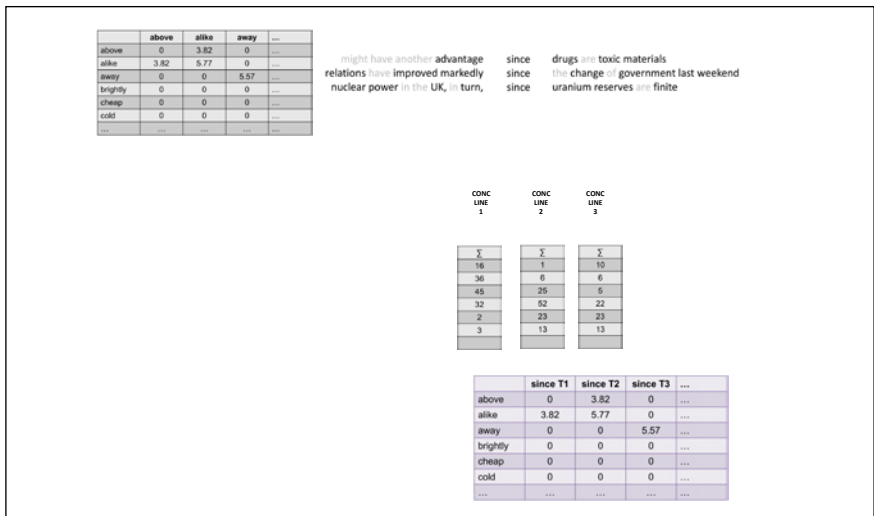 above alike away ....
above 0 3.82 0 ....
alike 3.82 5.77 0 ....
away 0 0 5.57 ....
brightly 0 0 0 ....
cheap 0 0 0 ....
cold 0 0 0 ....
... ... ... ... ....
might have another advantage since drugs are toxic materials
relations have improved markedly since the change of government last weekend
nuclear power in the UK, in turn, since uranium reserves are finite
CONC CONC CONC
LINE LINE LINE
1 2 3
Σ Σ Σ
16 1 10
36 6 6
45 25 5
32 52 22
2 23 23
3 13 13
since T1 since T2 since T3 ....
above 0 3.82 0 ....
alike 3.82 5.77 0 ....
away 0 0 5.57 ....
brightly 0 0 0 ....
cheap 0 0 0 ....
cold 0 0 0 ....
... ... ... ... ....